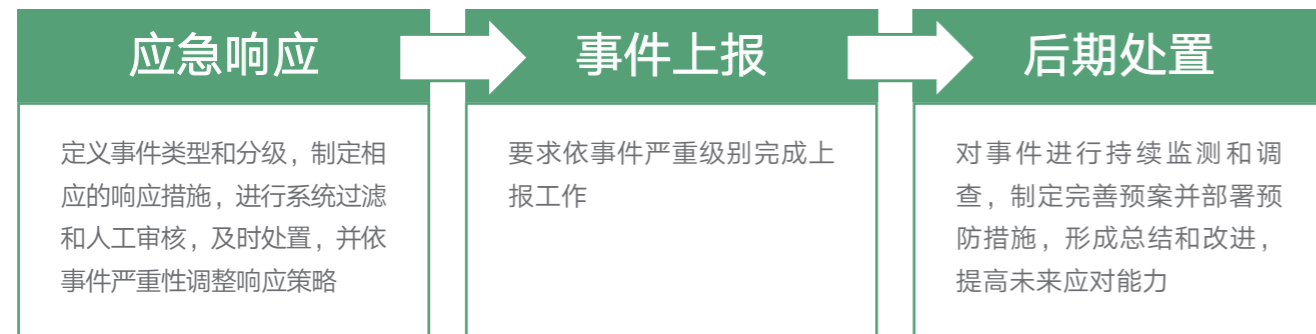 应急响应
定义事件类型和分级，制定相
应的响应措施，进行系统过滤
和人工审核，及时处置，并依
事件严重性调整响应策略
事件上报
要求依事件严重级别完成上
报工作
后期处置
对事件进行持续监测和调
查，制定完善预案并部署预
防措施，形成总结和改进，
提高未来应对能力